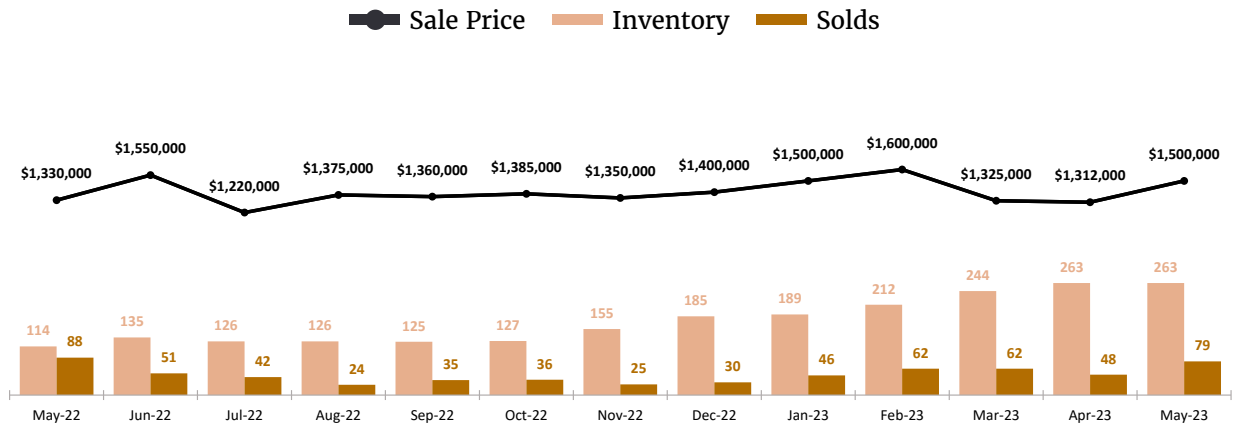 Sale Price Inventory Solds
$1,330,000 $1,550,000 $1,220,000 $1,375,000 $1,360,000 $1,385,000 $1,350,000 $1,400,000 $1,500,000 $1,600,000 $1,325,000 $1,312,000 $1,500,000
114 135 126 126 125 127 155 185 189 212 244 263 263
88 51 42 24 35 36 25 30 46 62 62 48 79
May-22 Jun-22 Jul-22 Aug-22 Sep-22 Oct-22 Nov-22 Dec-22 Jan-23 Feb-23 Mar-23 Apr-23 May-23